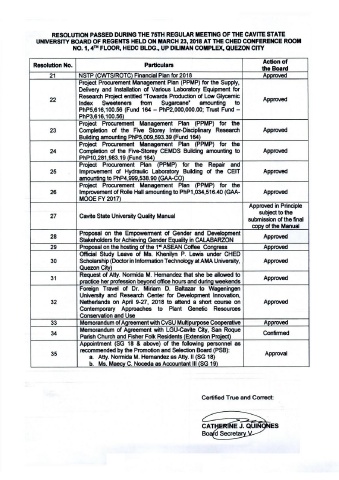 RESOLUTION PASSED DURING THE 75TH REGULAR MEETING OF THE CAVITE STATE
UNIVERSITY BOARD OF REGENTS HELD ON MARCH 23, 2018 AT THE CHED CONFERENCE ROOM
NO. 1, 4TH FLOOR, HEDC BLDG., UP DILIMAN COMPLEX, QUEZON CITY
Resolution No. Particulars Action of the Board
21 NSTP (CWTS/ROTC) Financial Plan for 2018 Approved
Project Procurement Management Plan (PPMP) for the Supply,
Delivery and Installation of Various Laboratory Equipment for
Research Project entitled "Towards Production of Low Glycemic
22 Index Sweeteners from Sugarcane" amounting to Approved
PhP5,616,100.56 (Fund 164 – PhP2,000,000.00; Trust Fund –
PhP3,616,100.56)
Project Procurement Management Plan (PPMP) for the
23 Completion of the Five Storey Inter-Disciplinary Research Approved
Building amounting PhP5,009,593.39 (Fund 164)
Project Procurement Management Plan (PPMP) for the
24 Completion of the Five-Storey CEMDS Building amounting to Approved
PhP10,281,983.19 (Fund 164)
Project Procurement Plan (PPMP) for the Repair and
25 Improvement of Hydraulic Laboratory Building of the CEIT Approved
amounting to PhP4,999,538.90 (GAA-CO)
Project Procurement Management Plan (PPMP) for the
26 Improvement of Rolle Hall amounting to PhP1,034,516.40 (GAA- Approved
MOOE FY 2017)
27 Cavite State University Quality Manual Approved in Principle
subject to the
submission of the final
copy of the Manual
28 Proposal on the Empowerment of Gender and Development Approved
Stakeholders for Achieving Gender Equality in CALABARZON
29 Proposal on the hosting of the 1st ASEAN Coffee Congress Approved
Official Study Leave of Ms. Kherilyn P. Lewis under CHED
30 Scholarship (Doctor in Information Technology at AMA University, Approved
Quezon City)
31 Request of Atty. Normida M. Hernandez that she be allowed to Approved
practice her profession beyond office hours and during weekends
Foreign Travel of Dr. Miriam D. Baltazar to Wageningen
University and Research Center for Development Innovation,
32 Netherlands on April 9-27, 2018 to attend a short course on Approved
Contemporary Approaches to Plant Genetic Resources
Conservation and Use
33 Memorandum of Agreement with CvSU Multipurpose Cooperative Approved
34 Memorandum of Agreement with LGU-Cavite City, San Roque Confirmed
Parish Church and Fisher Folk Residents (Extension Project)
Appointment (SG 18 & above) of the following personnel as
recommended by the Promotion and Selection Board (PSB):
35 a. Atty. Normida M. Hernandez as Atty. II (SG 18) Approval
b. Ms. Maecy C. Noceda as Accountant III (SG 19)
Certified True and Correct:
CATHERINE J. QUIÑONES
Board Secretary V